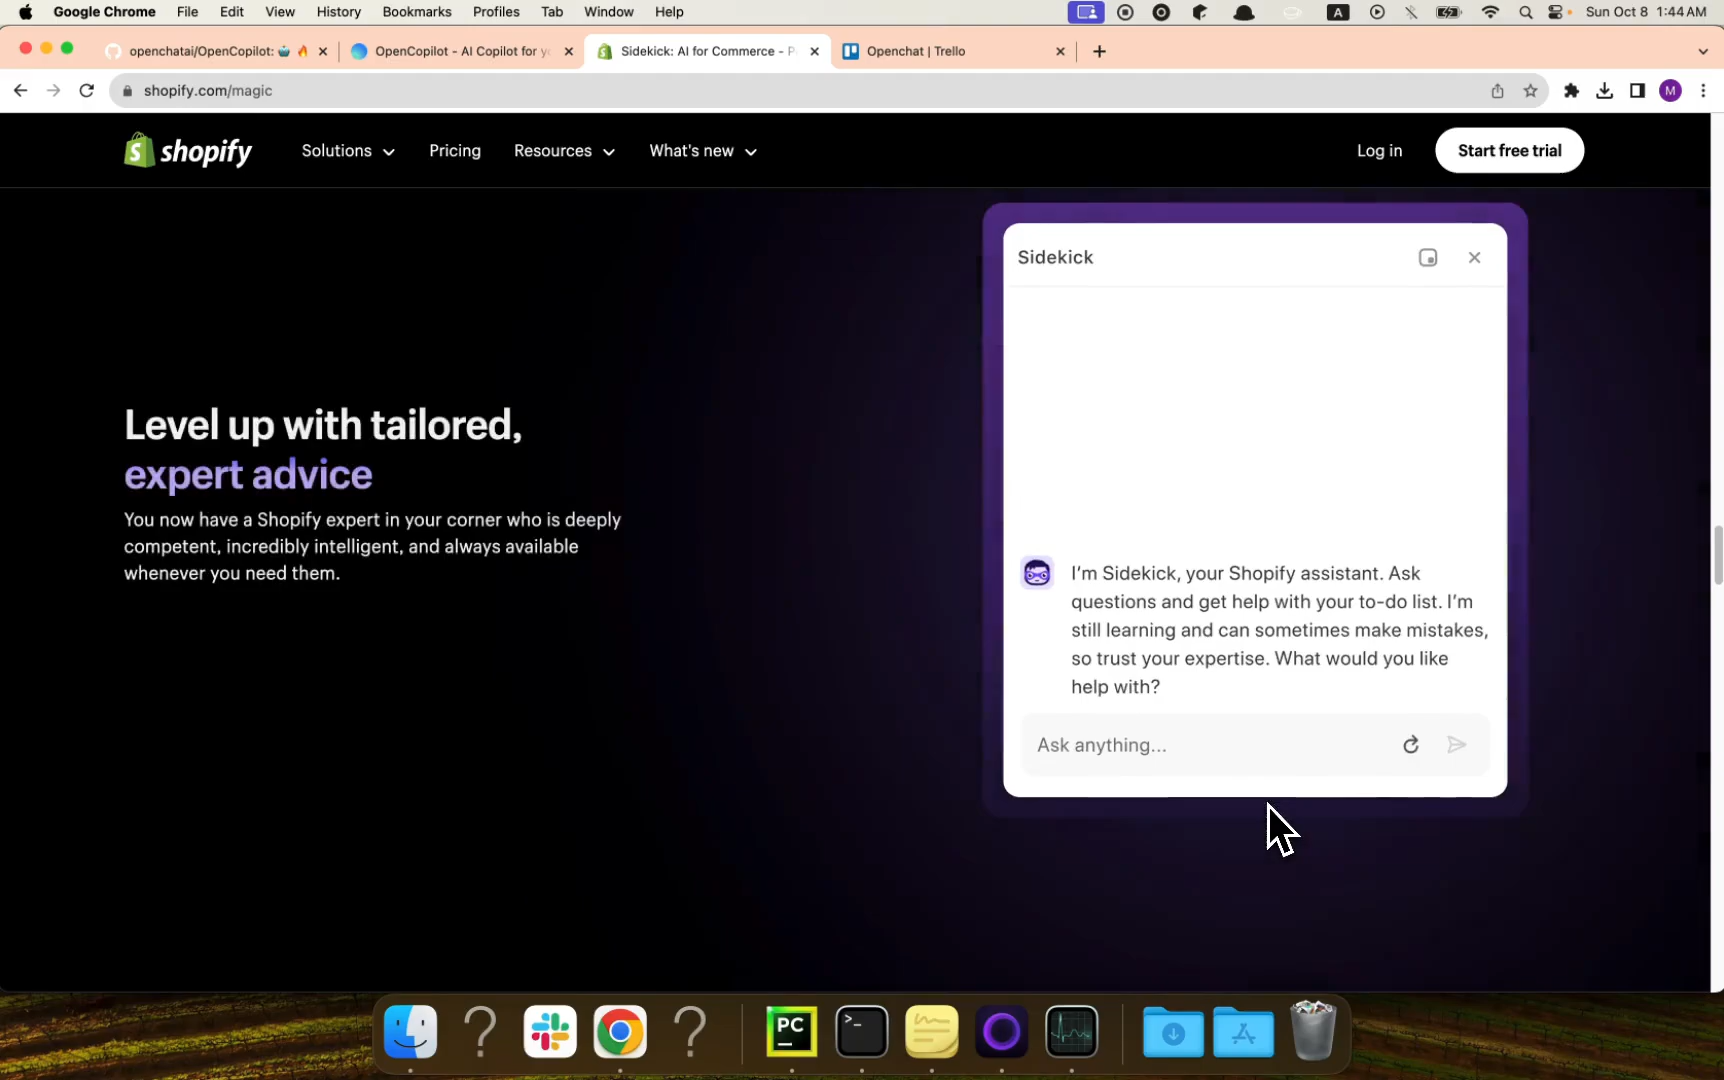 Google Chrome File Edit View History Bookmarks Profiles Tab Window Help A Sun Oct 8 1:44 AM
openchatai/OpenCopilot: OpenCopilot - AI Copilot for yo Sidekick: AI for Commerce - P Openchat | Trello
shopify.com/magic M
shopify Solutions Pricing Resources What's new Log in Start free trial
Sidekick
Level up with tailored,
expert advice
You now have a Shopify expert in your corner who is deeply
competent, incredibly intelligent, and always available
whenever you need them.
I'm Sidekick, your Shopify assistant. Ask
questions and get help with your to-do list. I'm
still learning and can sometimes make mistakes,
so trust your expertise. What would you like
help with?
Ask anything...
? ? PC >_